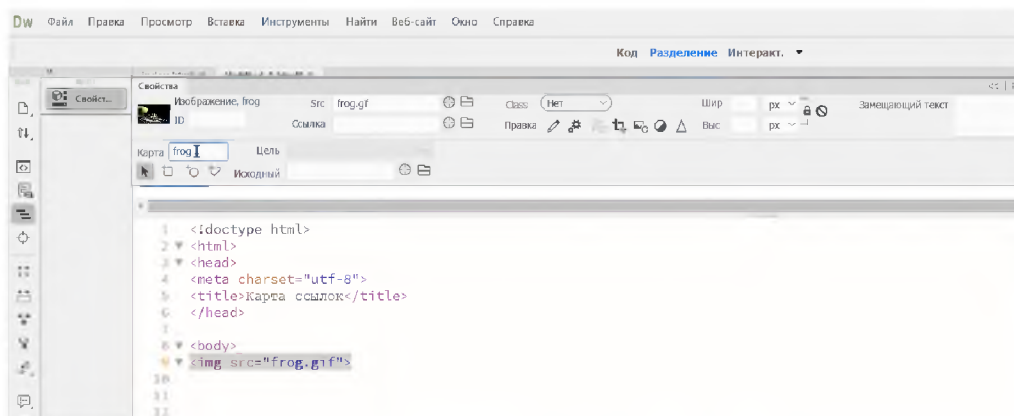 Dw Файл Правка Просмотр Вставка Инструменты Найти Веб-сайт Окно Справка
Код Разделение Интеракт.
Свойст...
Свойства
Изображение, frog Src frog.gif Class Нет Шир px Замещающий текст
ID Ссылка Правка Выс px
Карта frog Цель
Исходный
1 <!doctype html>
2 <html>
3 <head>
4 <meta charset="utf-8">
5 <title>Карта ссылок</title>
6 </head>
7
8 <body>
9 <img src="frog.gif">
10
11
12